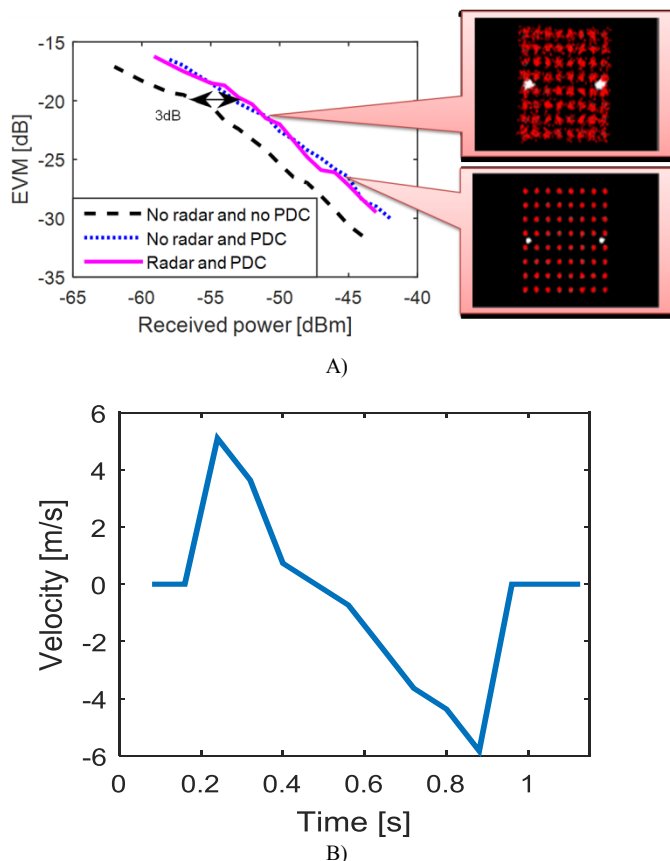 -15
-20
-25
-30
-35
EVM [dB]
3dB
No radar and no PDC
No radar and PDC
Radar and PDC
-65
-60
-55
-50
-45
-40
Received power [dBm]
A)
6
4
2
0
-2
-4
-6
Velocity [m/s]
0
0.2
0.4
0.6
0.8
1
Time [s]
B)